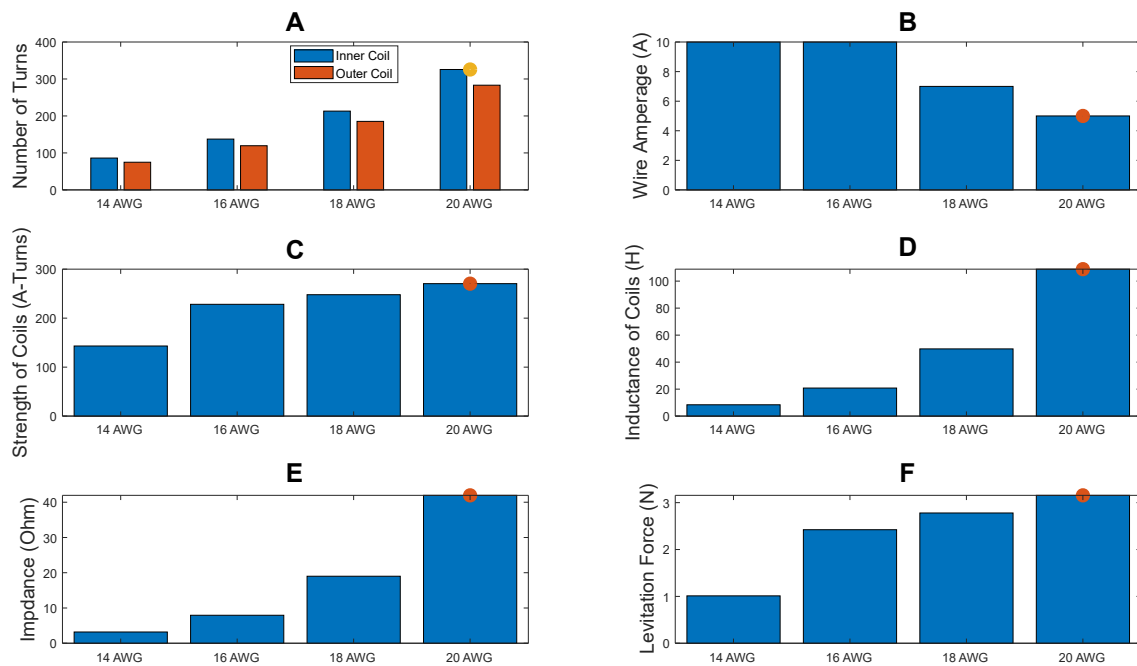 A
Number of Turns
400
300
200
100
0
Inner Coil
Outer Coil
14 AWG 16 AWG 18 AWG 20 AWG
B
Wire Amperage (A)
10
8
6
4
2
0
14 AWG 16 AWG 18 AWG 20 AWG
C
Strength of Coils (A-Turns)
300
200
100
0
14 AWG 16 AWG 18 AWG 20 AWG
D
Inductance of Coils (H)
100
80
60
40
20
0
14 AWG 16 AWG 18 AWG 20 AWG
E
Impdance (Ohm)
40
30
20
10
0
14 AWG 16 AWG 18 AWG 20 AWG
F
Levitation Force (N)
3
2
1
0
14 AWG 16 AWG 18 AWG 20 AWG